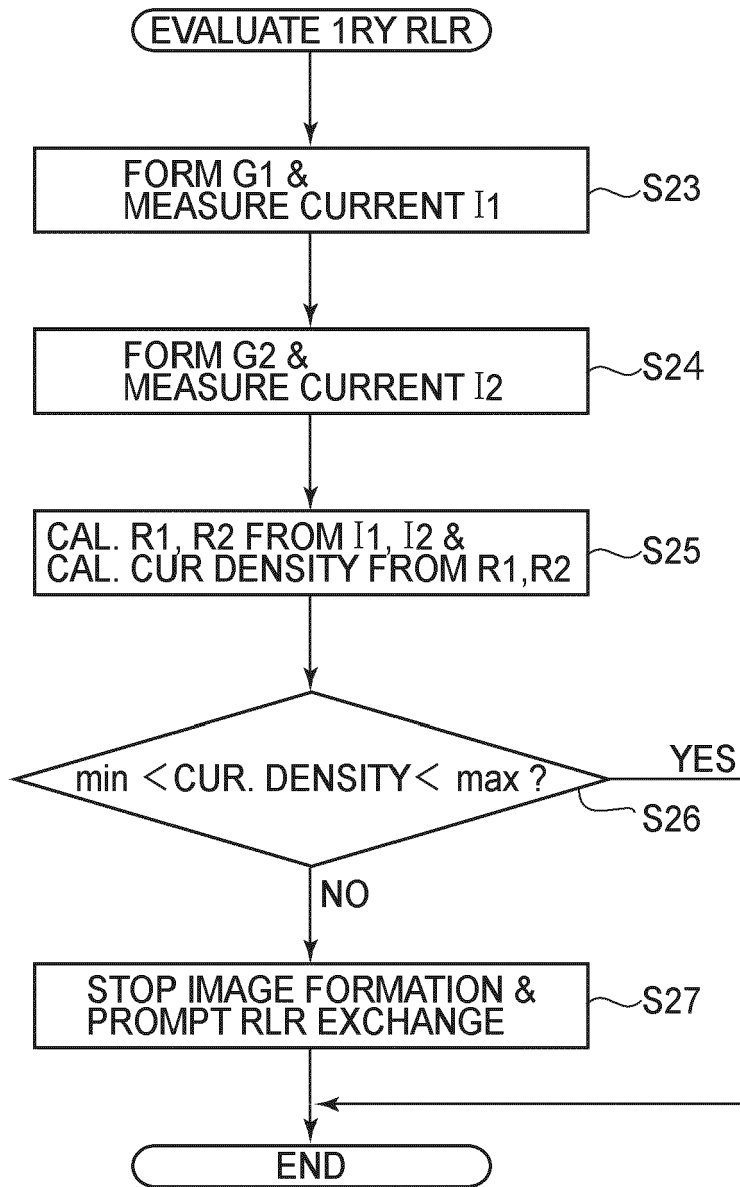 EVALUATE 1RY RLR
FORM G1 &
MEASURE CURRENT I1
S23
FORM G2 &
MEASURE CURRENT I2
S24
CAL. R1, R2 FROM I1, I2 &
CAL. CUR DENSITY FROM R1,R2
S25
min <CUR. DENSITY< max ?
YES
S26
NO
STOP IMAGE FORMATION &
PROMPT RLR EXCHANGE
S27
END